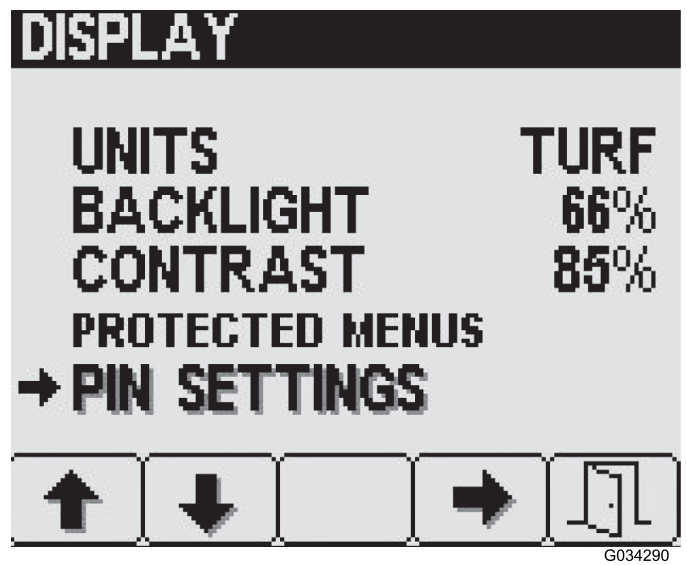 DISPLAY
UNITS TURF
BACKLIGHT 66%
CONTRAST 85%
PROTECTED MENUS
PIN SETTINGS
G034290